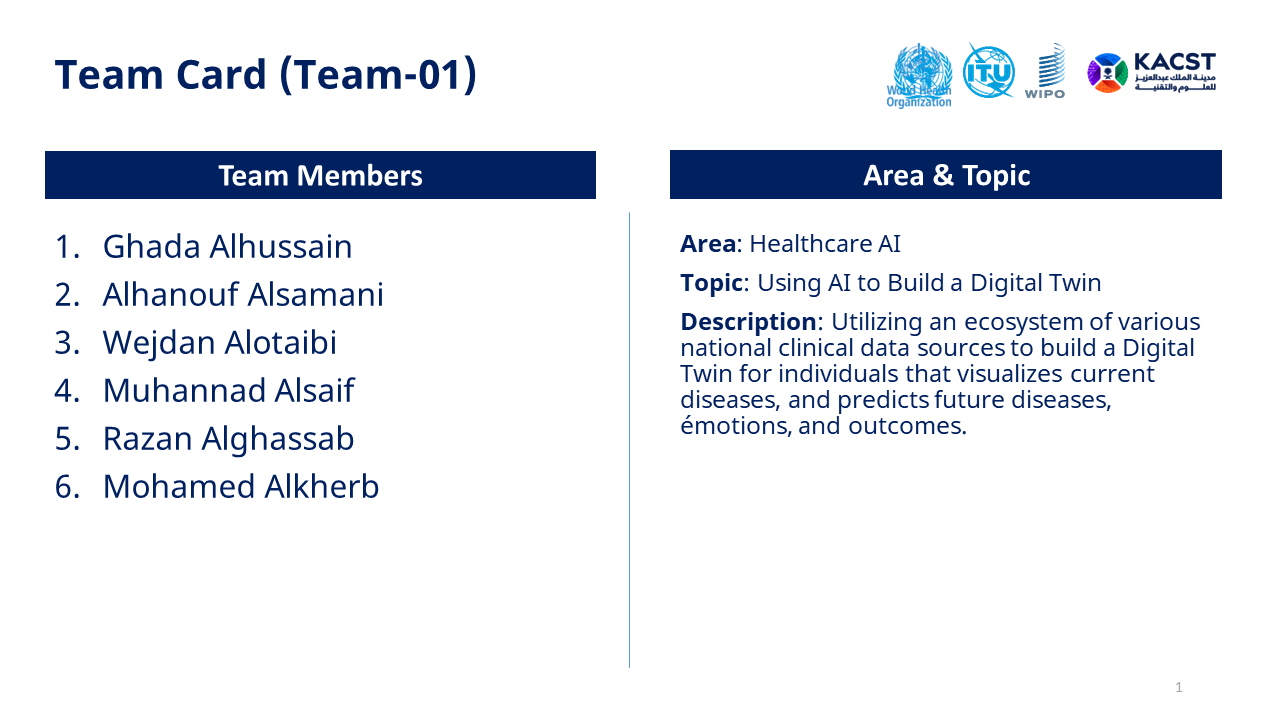 Team Card (Team-01)
World Health
Organization
ITU
WIPO
KACST
مدينة الملك عبدالعزيز
للعلـــوم والتقنيـــة
Team Members
1. Ghada Alhussain
2. Alhanouf Alsamani
3. Wejdan Alotaibi
4. Muhannad Alsaif
5. Razan Alghassab
6. Mohamed Alkherb
Area & Topic
Area: Healthcare AI
Topic: Using AI to Build a Digital Twin
Description: Utilizing an ecosystem of various
national clinical data sources to build a Digital
Twin for individuals that visualizes current
diseases, and predicts future diseases,
émotions, and outcomes.
1